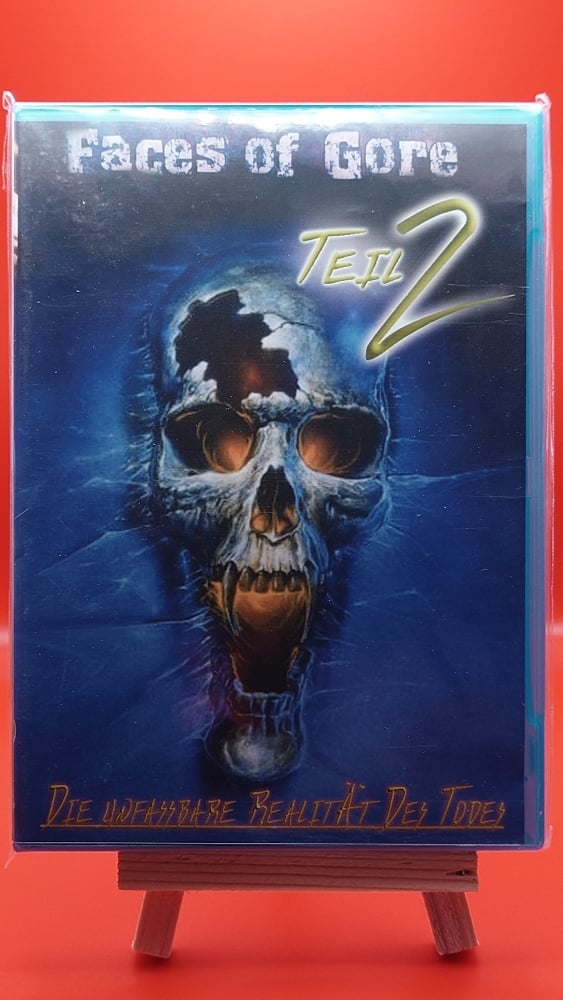 Faces of Gore
Teil 2
Die unfassbare Realität Des Todes